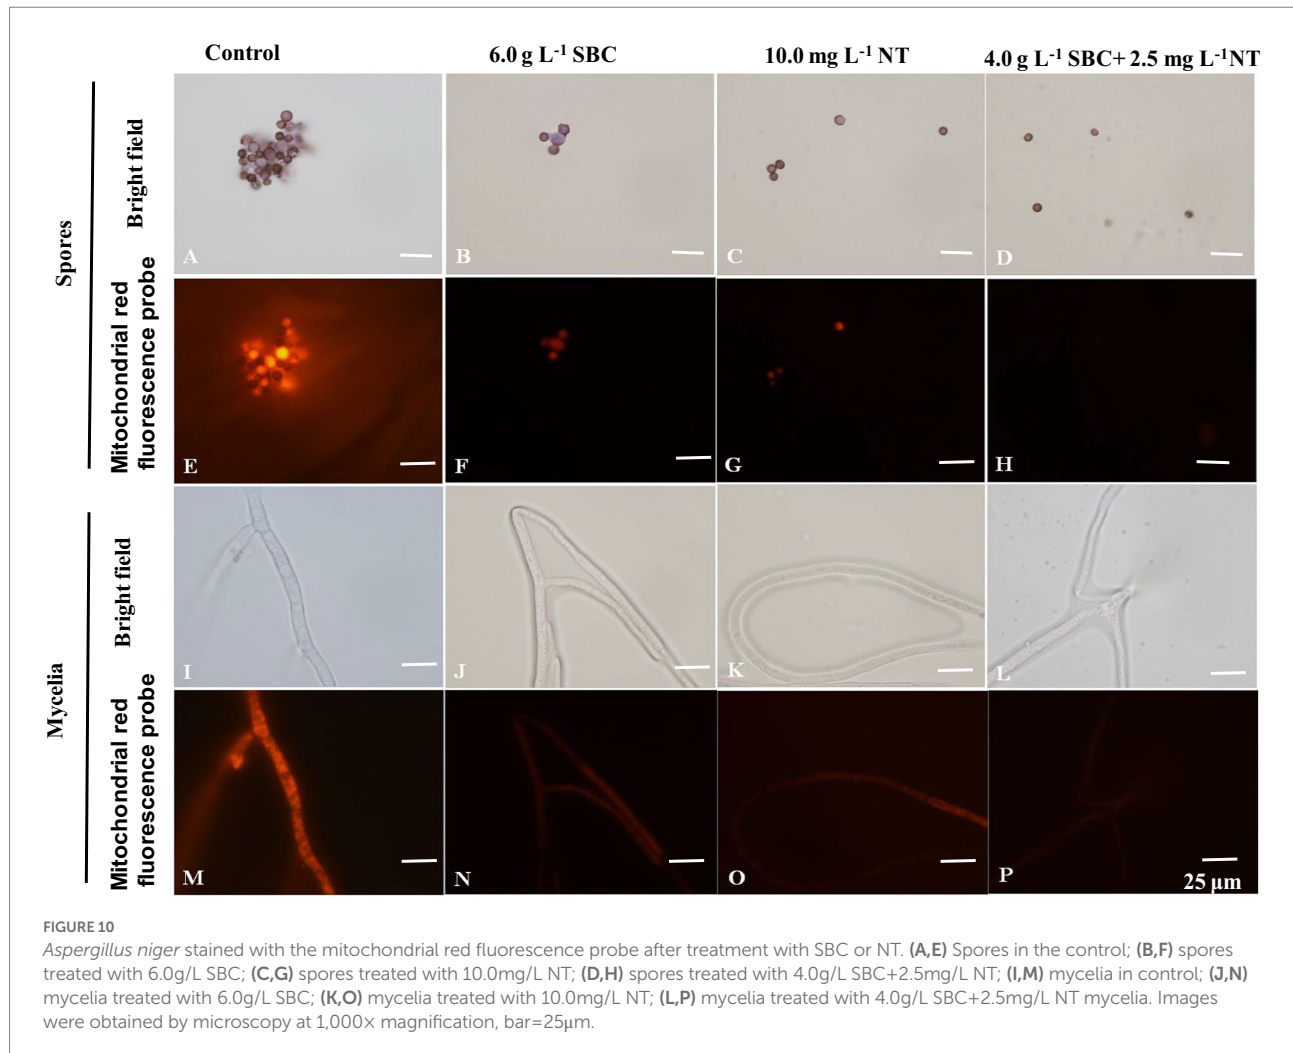 Control
6.0 g L⁻¹ SBC
10.0 mg L⁻¹ NT
4.0 g L⁻¹ SBC+ 2.5 mg L⁻¹NT
Spores
Bright field
A
B
C
D
Mitochondrial red
fluorescence probe
E
F
G
H
Mycelia
Bright field
I
J
K
L
Mitochondrial red
fluorescence probe
M
N
O
P
25 μm
FIGURE 10
Aspergillus niger stained with the mitochondrial red fluorescence probe after treatment with SBC or NT. (A,E) Spores in the control; (B,F) spores
treated with 6.0g/L SBC; (C,G) spores treated with 10.0mg/L NT; (D,H) spores treated with 4.0g/L SBC+2.5mg/L NT; (I,M) mycelia in control; (J,N)
mycelia treated with 6.0g/L SBC; (K,O) mycelia treated with 10.0mg/L NT; (L,P) mycelia treated with 4.0g/L SBC+2.5mg/L NT mycelia. Images
were obtained by microscopy at 1,000× magnification, bar=25μm.